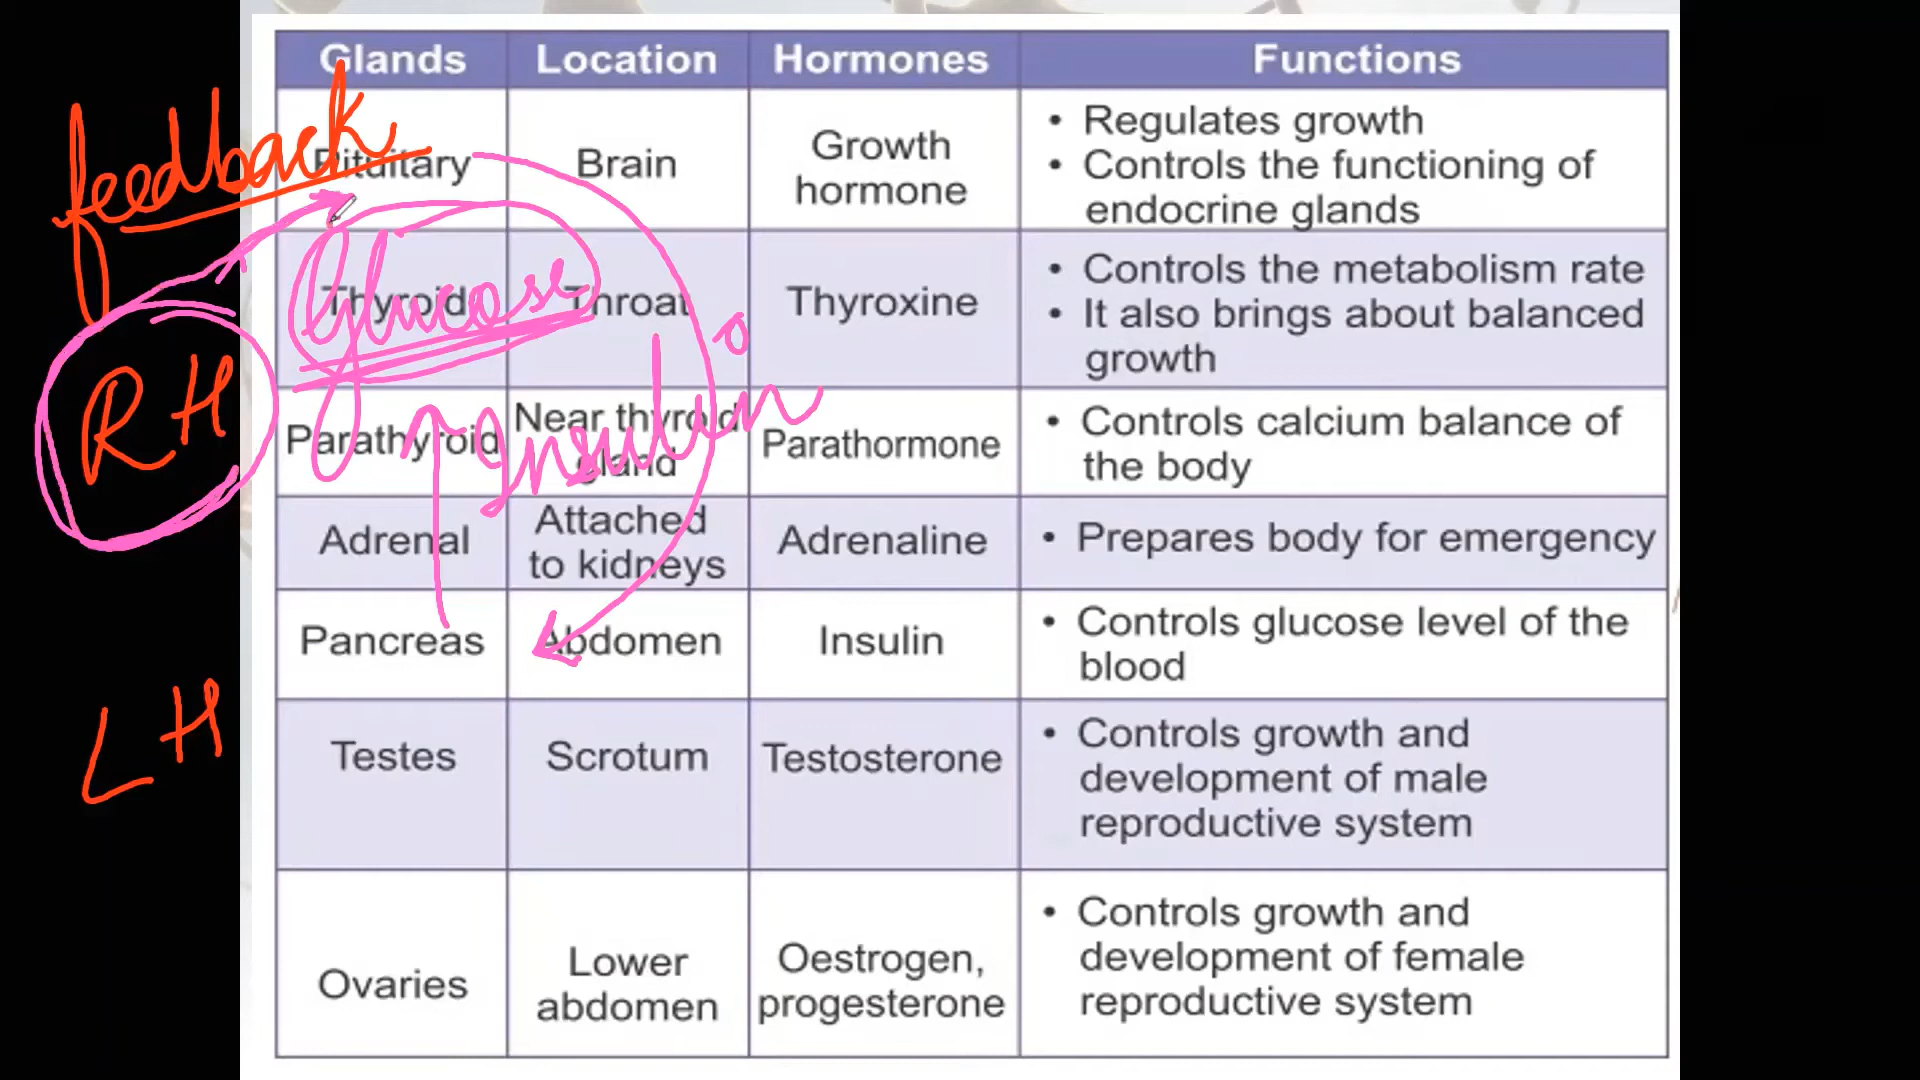 Glands Location Hormones Functions
feedback
Pituitary
Brain
Growth
hormone
• Regulates growth
• Controls the functioning of
endocrine glands
Glucose
Thyroid
Throat
Thyroxine
• Controls the metabolism rate
• It also brings about balanced
growth
RH
Parathyroid
Near thyroid
gland
Insulin
Parathormone
• Controls calcium balance of
the body
Adrenal
Attached
to kidneys
Adrenaline
• Prepares body for emergency
Pancreas
Abdomen
Insulin
• Controls glucose level of the
blood
LH
Testes
Scrotum
Testosterone
• Controls growth and
development of male
reproductive system
Ovaries
Lower
abdomen
Oestrogen,
progesterone
• Controls growth and
development of female
reproductive system